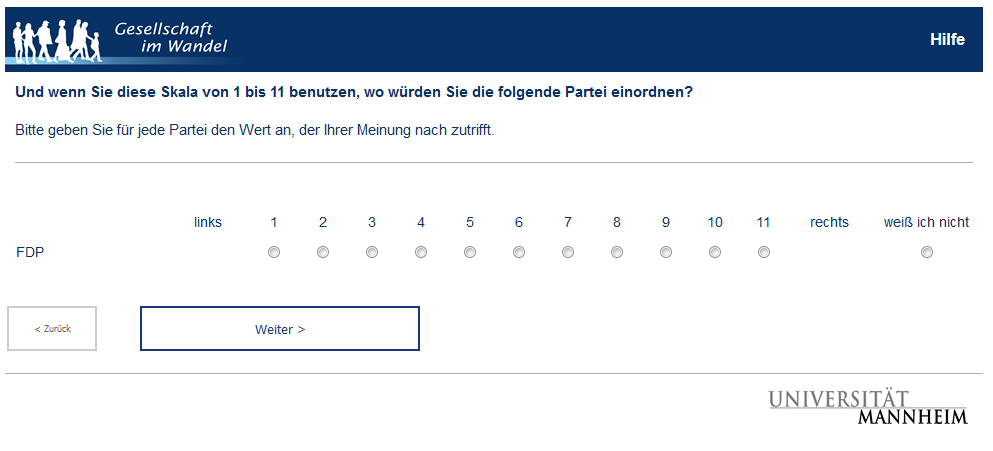 Gesellschaft
im Wandel
Hilfe
Und wenn Sie diese Skala von 1 bis 11 benutzen, wo würden Sie die folgende Partei einordnen?
Bitte geben Sie für jede Partei den Wert an, der Ihrer Meinung nach zutrifft.
links 1 2 3 4 5 6 7 8 9 10 11 rechts weiß ich nicht
FDP
< Zurück Weiter >
UNIVERSITÄT
MANNHEIM